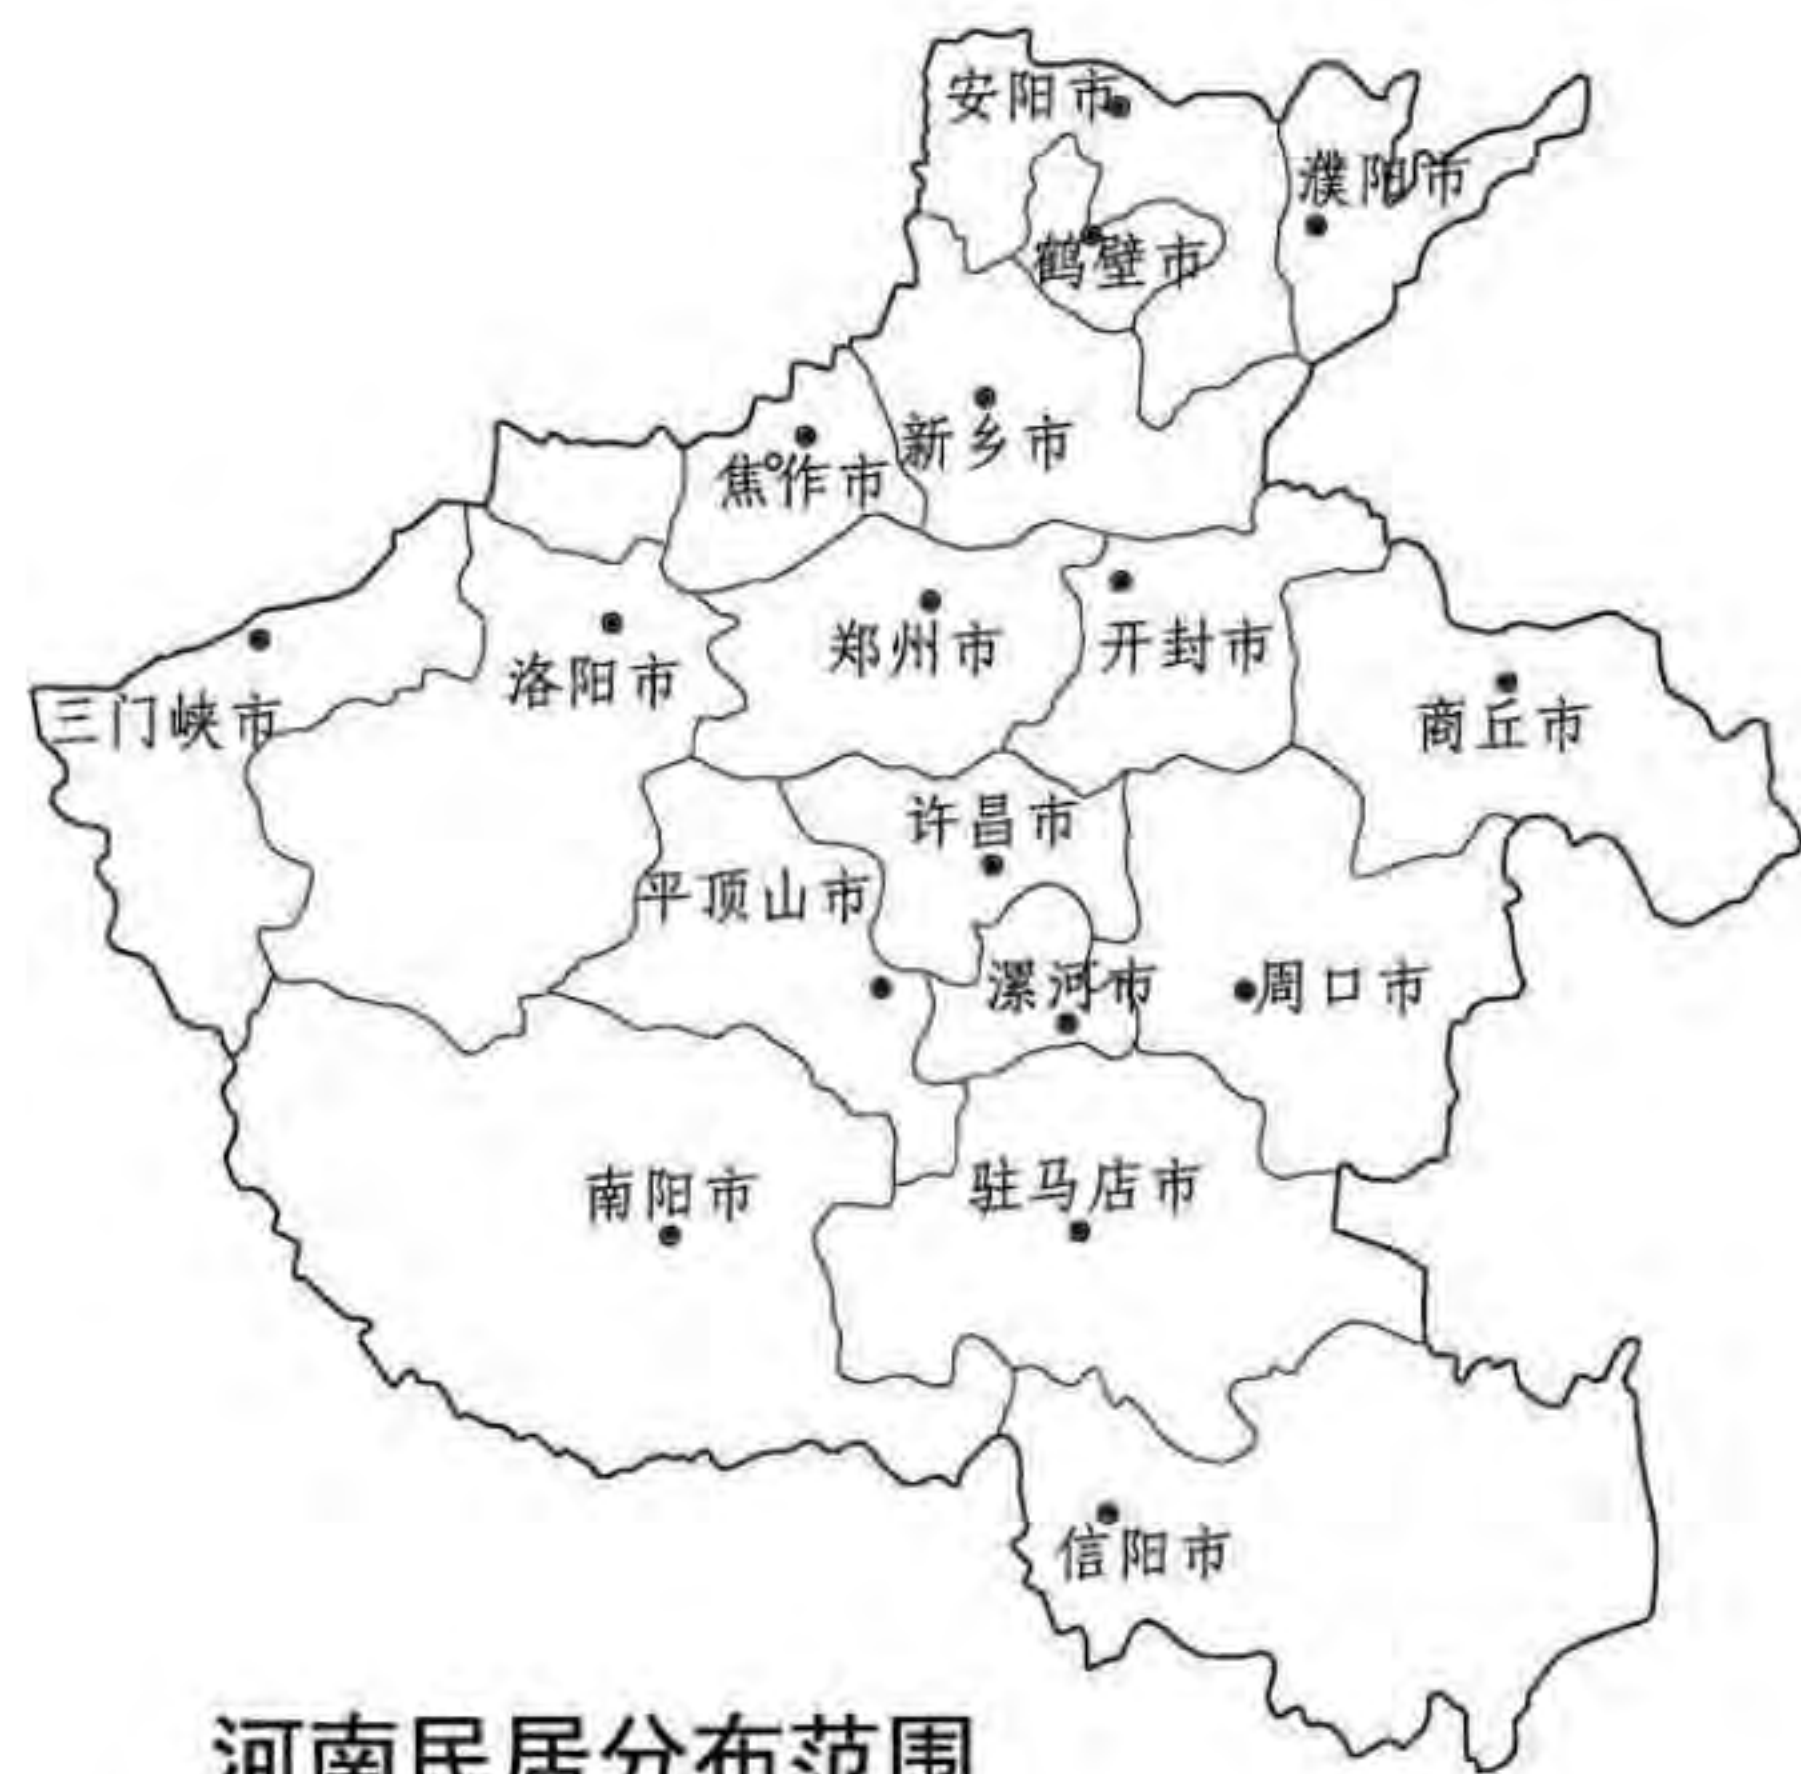 安阳市
濮阳市
鹤壁市
新乡市
焦作市
郑州市
开封市
洛阳市
三门峡市
商丘市
许昌市
平顶山市
漯河市
周口市
南阳市
驻马店市
信阳市
河南民居分布范围